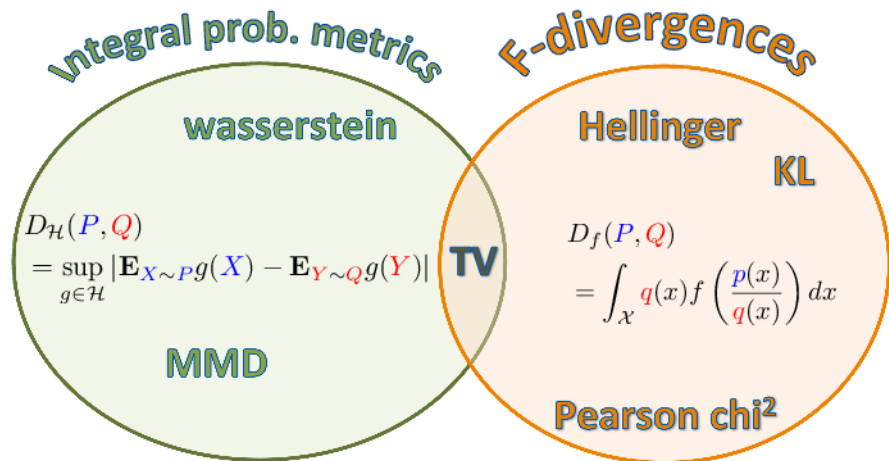 Integral prob. metrics
F-divergences
wasserstein
Hellinger
KL
D_ℋ(P, Q)
= sup_{g∈ℋ} |E_{X∼P} g(X) − E_{Y∼Q} g(Y)|
TV
D_f(P, Q)
= ∫_𝒳 q(x) f (p(x)/q(x)) dx
MMD
Pearson chi²